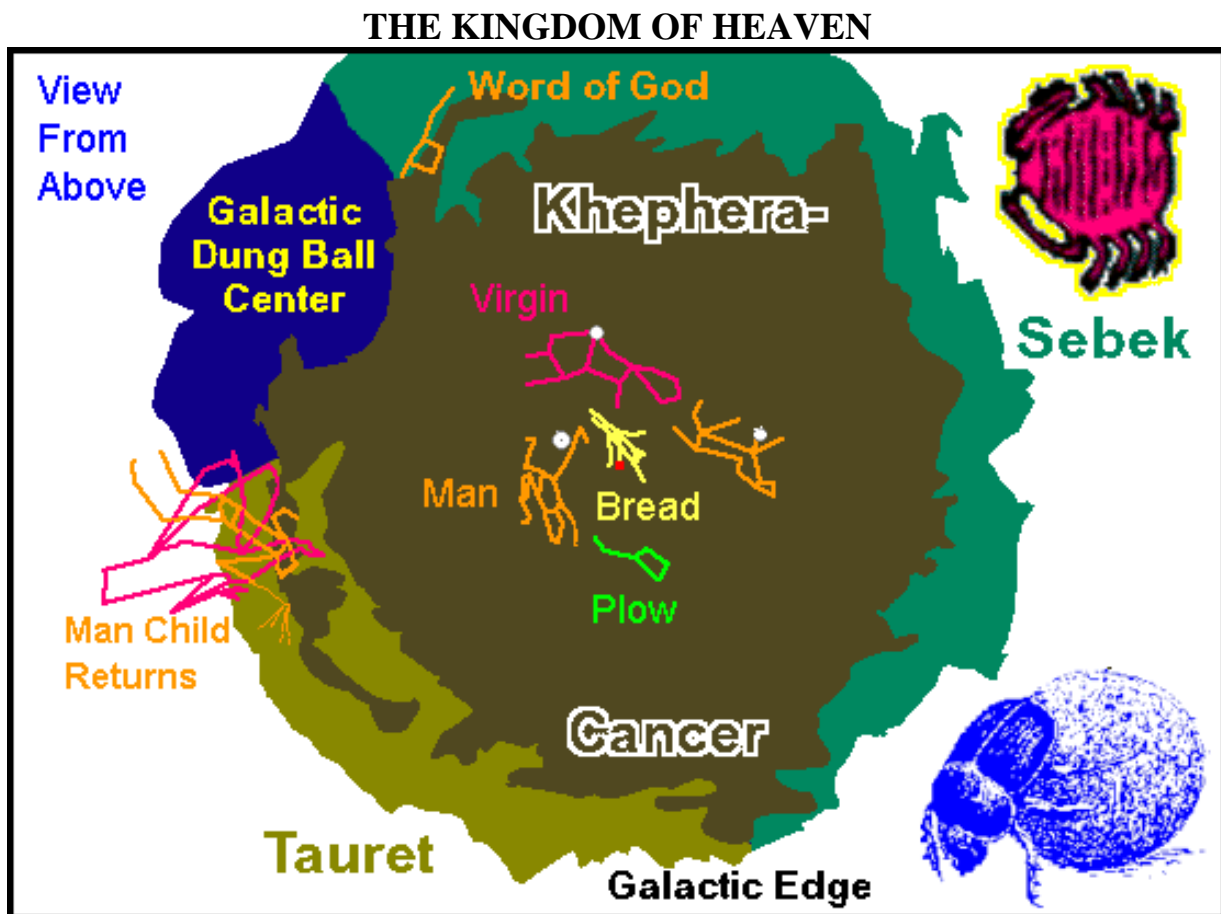 THE KINGDOM OF HEAVEN
View
From
Above
Word of God
Galactic
Dung Ball
Center
Khephera-
Virgin
Sebek
Man
Bread
Plow
Man Child
Returns
Cancer
Tauret
Galactic Edge